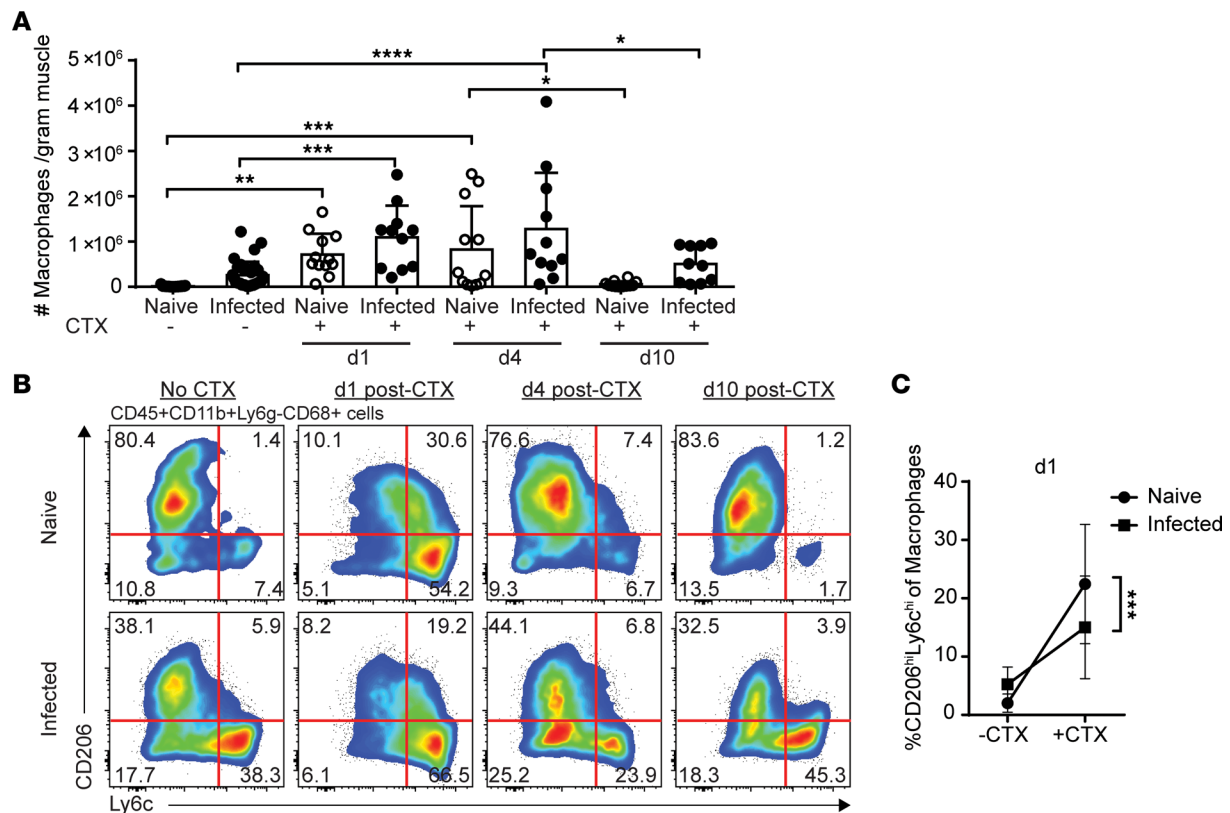 A
# Macrophages /gram muscle
5 ×10⁶
4 ×10⁶
3 ×10⁶
2 ×10⁶
1 ×10⁶
0
****
*
*
***
***
**
Naive Infected Naive Infected Naive Infected Naive Infected
CTX - - + + + + + +
d1 d4 d10
B
No CTX d1 post-CTX d4 post-CTX d10 post-CTX
CD45+CD11b+Ly6g-CD68+ cells
Naive
80.4 1.4 10.1 30.6 76.6 7.4 83.6 1.2
10.8 7.4 5.1 54.2 9.3 6.7 13.5 1.7
Infected
38.1 5.9 8.2 19.2 44.1 6.8 32.5 3.9
17.7 38.3 6.1 66.5 25.2 23.9 18.3 45.3
CD206
Ly6c
C
d1
%CD206ʰⁱLy6cʰⁱ of Macrophages
40
30
20
10
0
-CTX +CTX
Naive
Infected
***